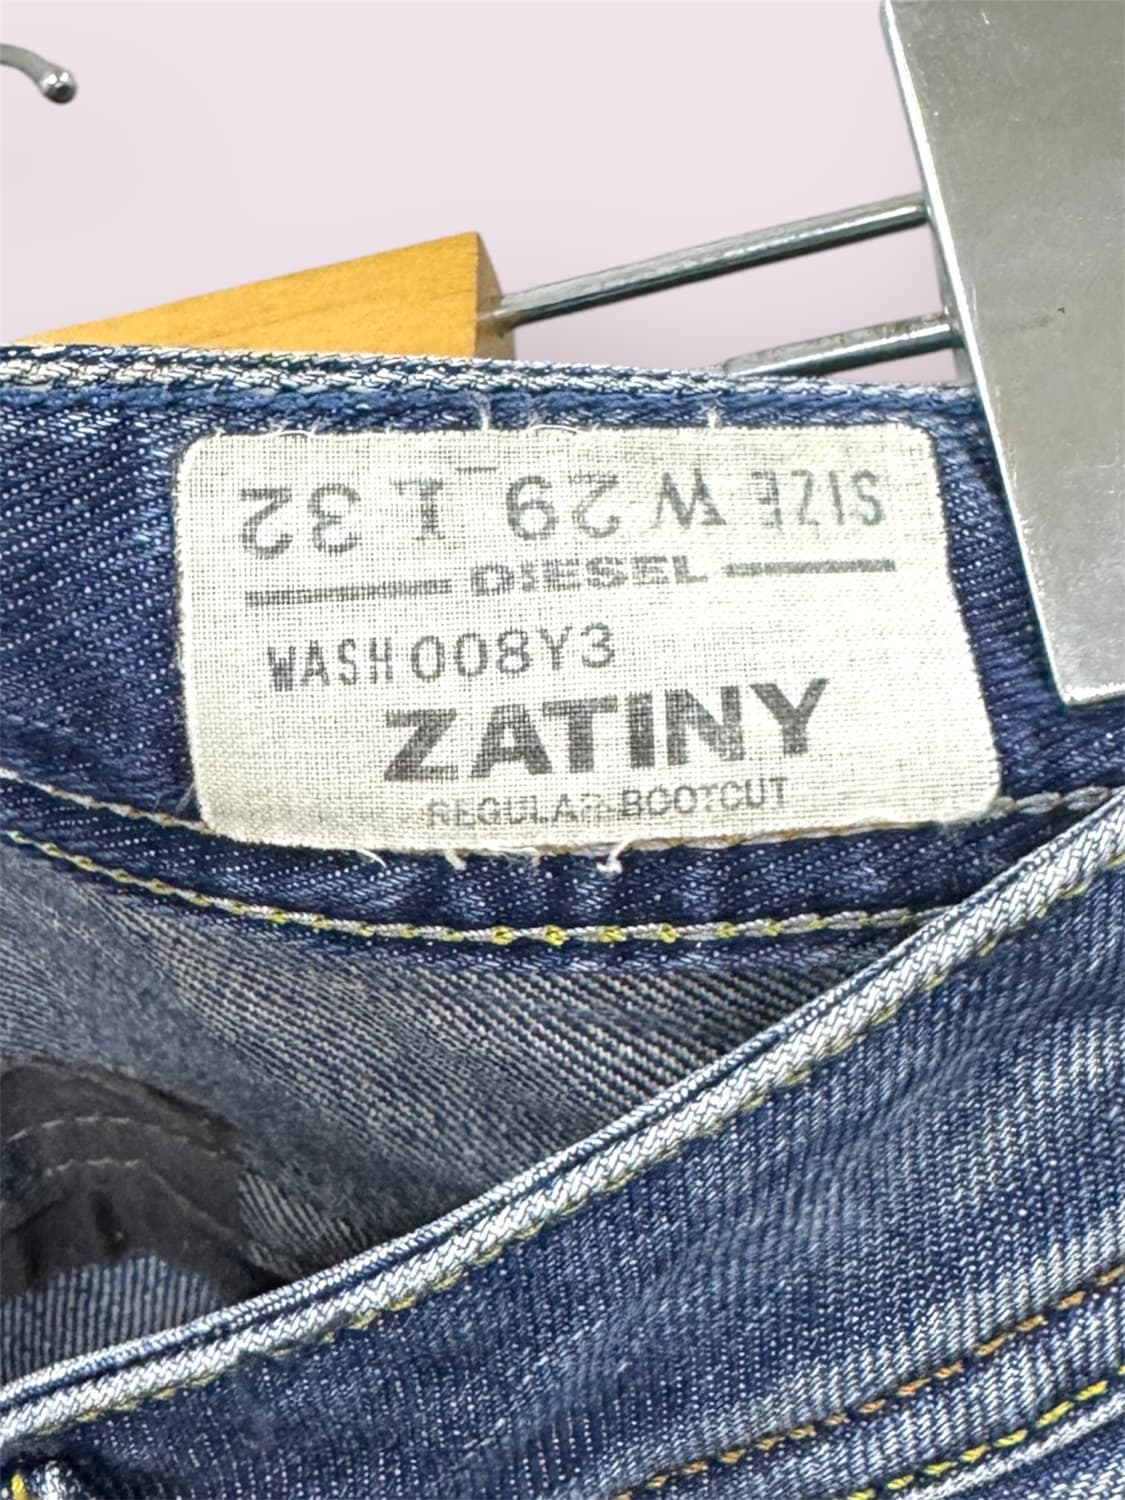 SIZE W 29 L 32
DIESEL
WASH 008Y3
ZATINY
REGULAR-BOOTCUT